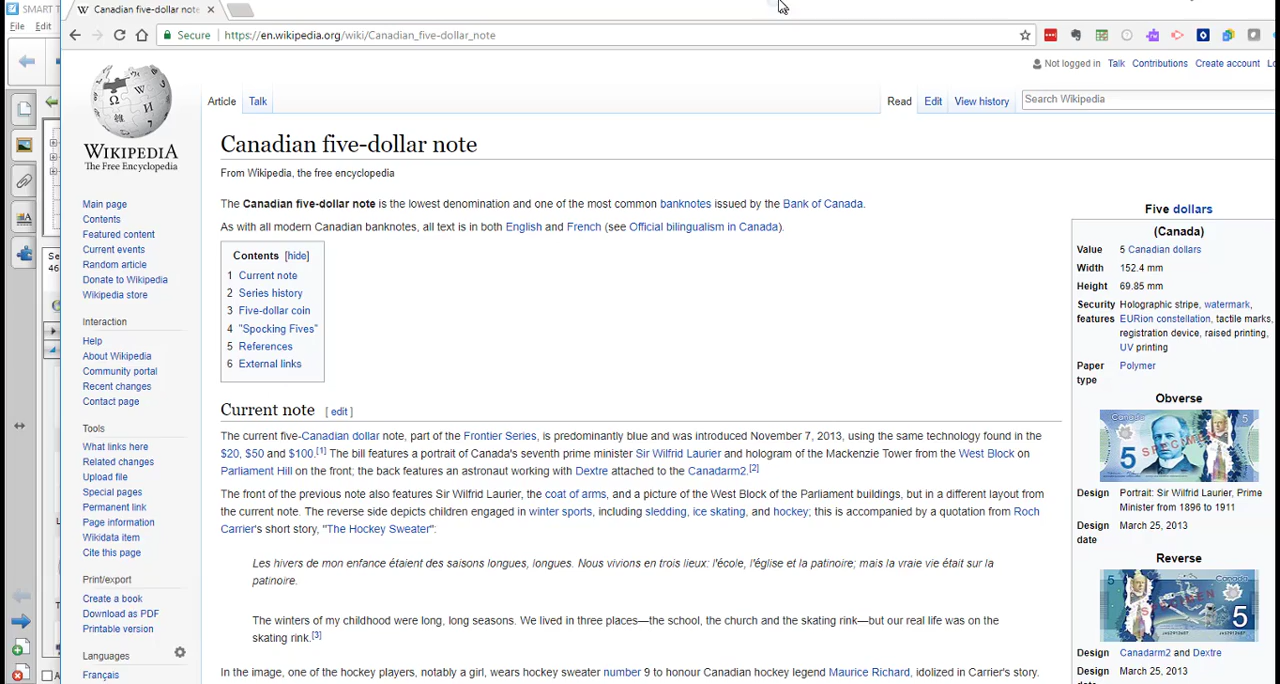 SMART T
Canadian five-dollar note
File Edit
Secure https://en.wikipedia.org/wiki/Canadian_five-dollar_note
Not logged in Talk Contributions Create account Lo
Article Talk
Read Edit View history
Search Wikipedia
WIKIPEDIA
The Free Encyclopedia
Main page
Contents
Featured content
Current events
Random article
Donate to Wikipedia
Wikipedia store
Interaction
Help
About Wikipedia
Community portal
Recent changes
Contact page
Tools
What links here
Related changes
Upload file
Special pages
Permanent link
Page information
Wikidata item
Cite this page
Print/export
Create a book
Download as PDF
Printable version
Languages
Français
Canadian five-dollar note
From Wikipedia, the free encyclopedia
The Canadian five-dollar note is the lowest denomination and one of the most common banknotes issued by the Bank of Canada.
As with all modern Canadian banknotes, all text is in both English and French (see Official bilingualism in Canada).
Contents [hide]
1 Current note
2 Series history
3 Five-dollar coin
4 "Spocking Fives"
5 References
6 External links
Current note [ edit ]
The current five-Canadian dollar note, part of the Frontier Series, is predominantly blue and was introduced November 7, 2013, using the same technology found in the
$20, $50 and $100.[1] The bill features a portrait of Canada's seventh prime minister Sir Wilfrid Laurier and hologram of the Mackenzie Tower from the West Block on
Parliament Hill on the front; the back features an astronaut working with Dextre attached to the Canadarm2.[2]
The front of the previous note also features Sir Wilfrid Laurier, the coat of arms, and a picture of the West Block of the Parliament buildings, but in a different layout from
the current note. The reverse side depicts children engaged in winter sports, including sledding, ice skating, and hockey; this is accompanied by a quotation from Roch
Carrier's short story, "The Hockey Sweater":
Les hivers de mon enfance étaient des saisons longues, longues. Nous vivions en trois lieux: l'école, l'église et la patinoire; mais la vraie vie était sur la
patinoire.
The winters of my childhood were long, long seasons. We lived in three places—the school, the church and the skating rink—but our real life was on the
skating rink.[3]
In the image, one of the hockey players, notably a girl, wears hockey sweater number 9 to honour Canadian hockey legend Maurice Richard, idolized in Carrier's story.
Five dollars
(Canada)
Value 5 Canadian dollars
Width 152.4 mm
Height 69.85 mm
Security Holographic stripe, watermark,
features EURion constellation, tactile marks,
registration device, raised printing,
UV printing
Paper Polymer
type
Obverse
5
SPECIMEN
Design Portrait: Sir Wilfrid Laurier, Prime
Minister from 1896 to 1911
Design March 25, 2013
date
Reverse
Canada
SPECIMEN
5
Design Canadarm2 and Dextre
Design March 25, 2013
date